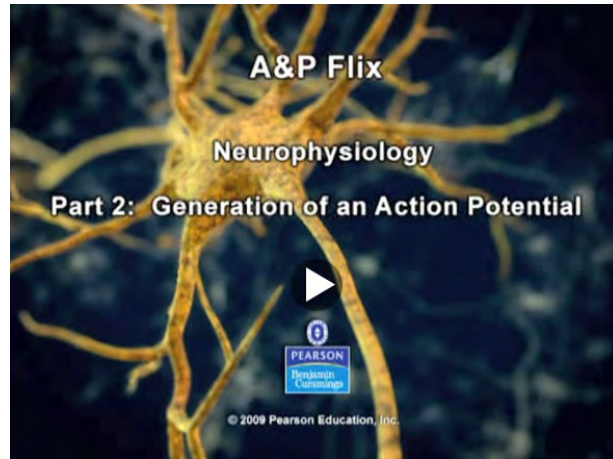 A&P Flix
Neurophysiology
Part 2: Generation of an Action Potential
PEARSON
Benjamin
Cummings
© 2009 Pearson Education, Inc.